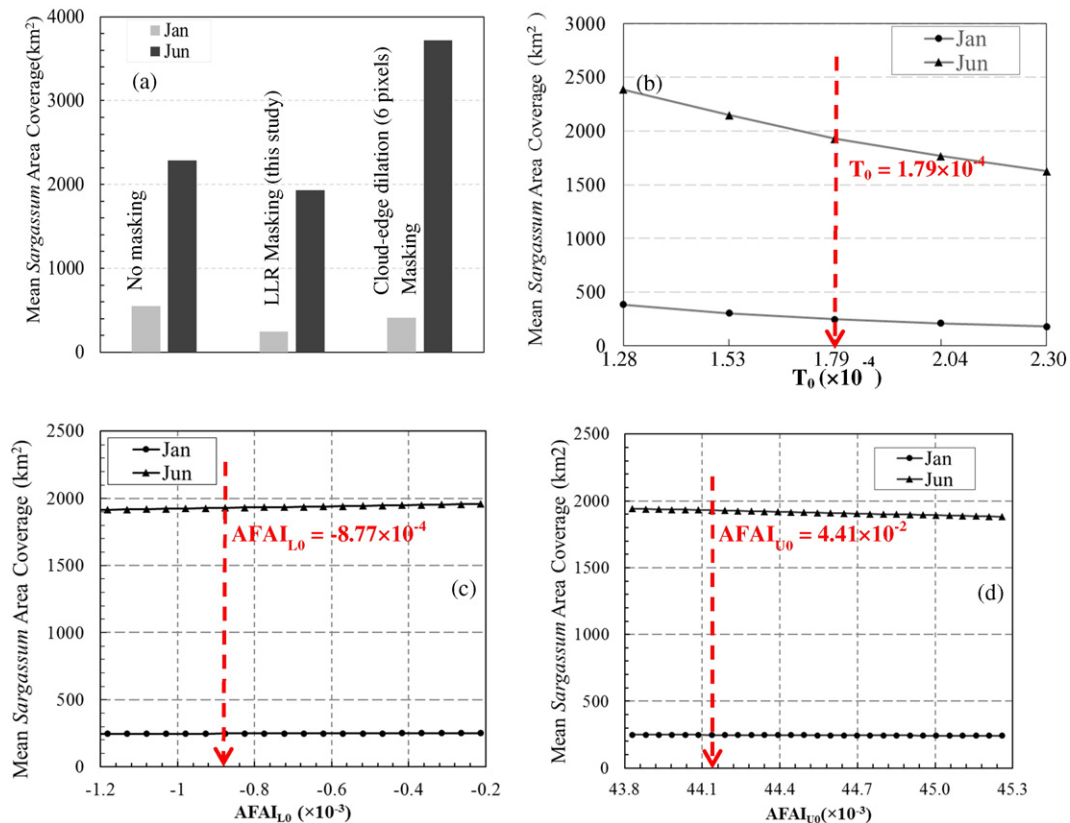 Mean Sargassum Area Coverage(km²)
4000
3000
2000
1000
0
Jan
Jun
(a)
No masking
LLR Masking (this study)
Cloud-edge dilation (6 pixels)
Masking
Mean Sargassum Area Coverage (km²)
3000
2500
2000
1500
1000
500
0
Jan
Jun
(b)
T₀ = 1.79×10⁻⁴
1.28 1.53 1.79 2.04 2.30
T₀ (×10⁻⁴)
Mean Sargassum Area Coverage (km²)
2500
2000
1500
1000
500
0
Jan
Jun
(c)
AFAI_L0 = -8.77×10⁻⁴
-1.2 -1 -0.8 -0.6 -0.4 -0.2
AFAI_L0 (×10⁻³)
Mean Sargassum Area Coverage (km2)
2500
2000
1500
1000
500
0
Jan
Jun
(d)
AFAI_U0 = 4.41×10⁻²
43.8 44.1 44.4 44.7 45.0 45.3
AFAI_U0(×10⁻³)